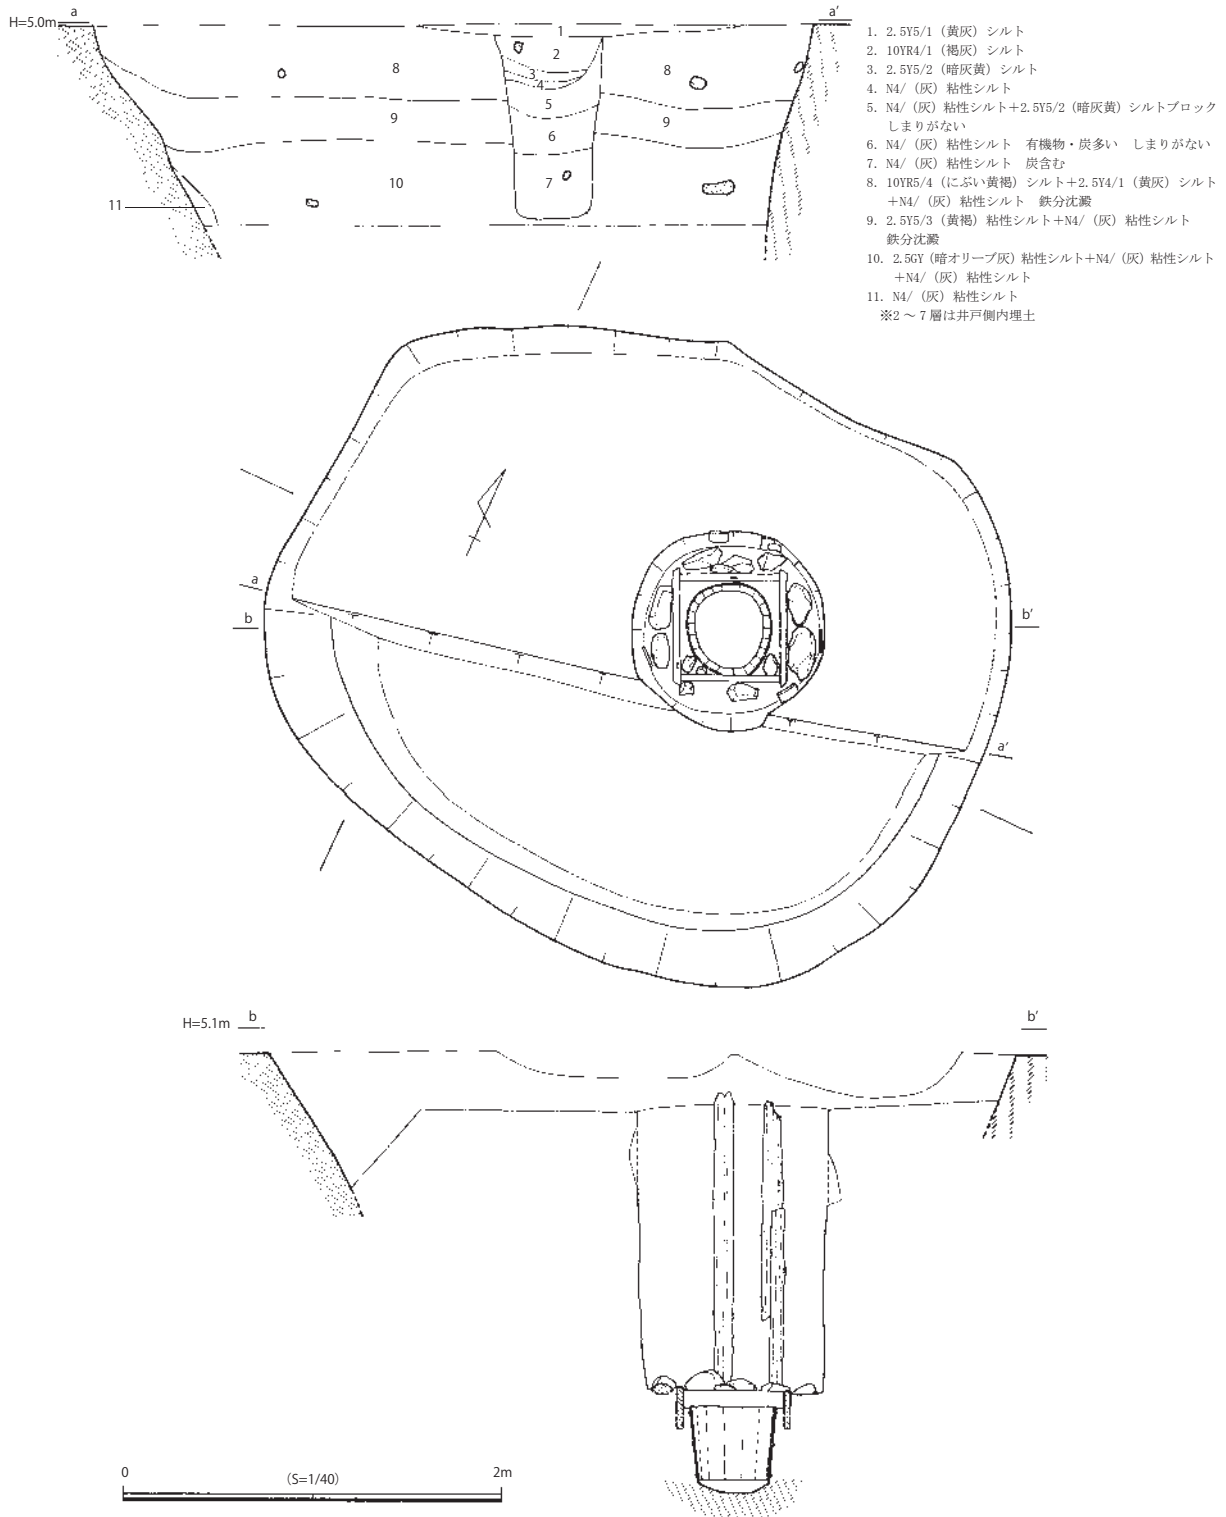 H=5.0m
a
a'
1
2
3
4
5
6
7
8
8
9
9
10
11
1. 2.5Y5/1(黄灰)シルト
2. 10YR4/1(褐灰)シルト
3. 2.5Y5/2(暗灰黄)シルト
4. N4/(灰)粘性シルト
5. N4/(灰)粘性シルト+2.5Y5/2(暗灰黄)シルトブロック
しまりがない
6. N4/(灰)粘性シルト 有機物・炭多い しまりがない
7. N4/(灰)粘性シルト 炭含む
8. 10YR5/4(にぶい黄褐)シルト+2.5Y4/1(黄灰)シルト
+N4/(灰)粘性シルト 鉄分沈澱
9. 2.5Y5/3(黄褐)粘性シルト+N4/(灰)粘性シルト
鉄分沈澱
10. 2.5GY(暗オリーブ灰)粘性シルト+N4/(灰)粘性シルト
+N4/(灰)粘性シルト
11. N4/(灰)粘性シルト
※2~7層は井戸側内埋土
a
b
b'
a'
H=5.1m
b
b'
0
(S=1/40)
2m